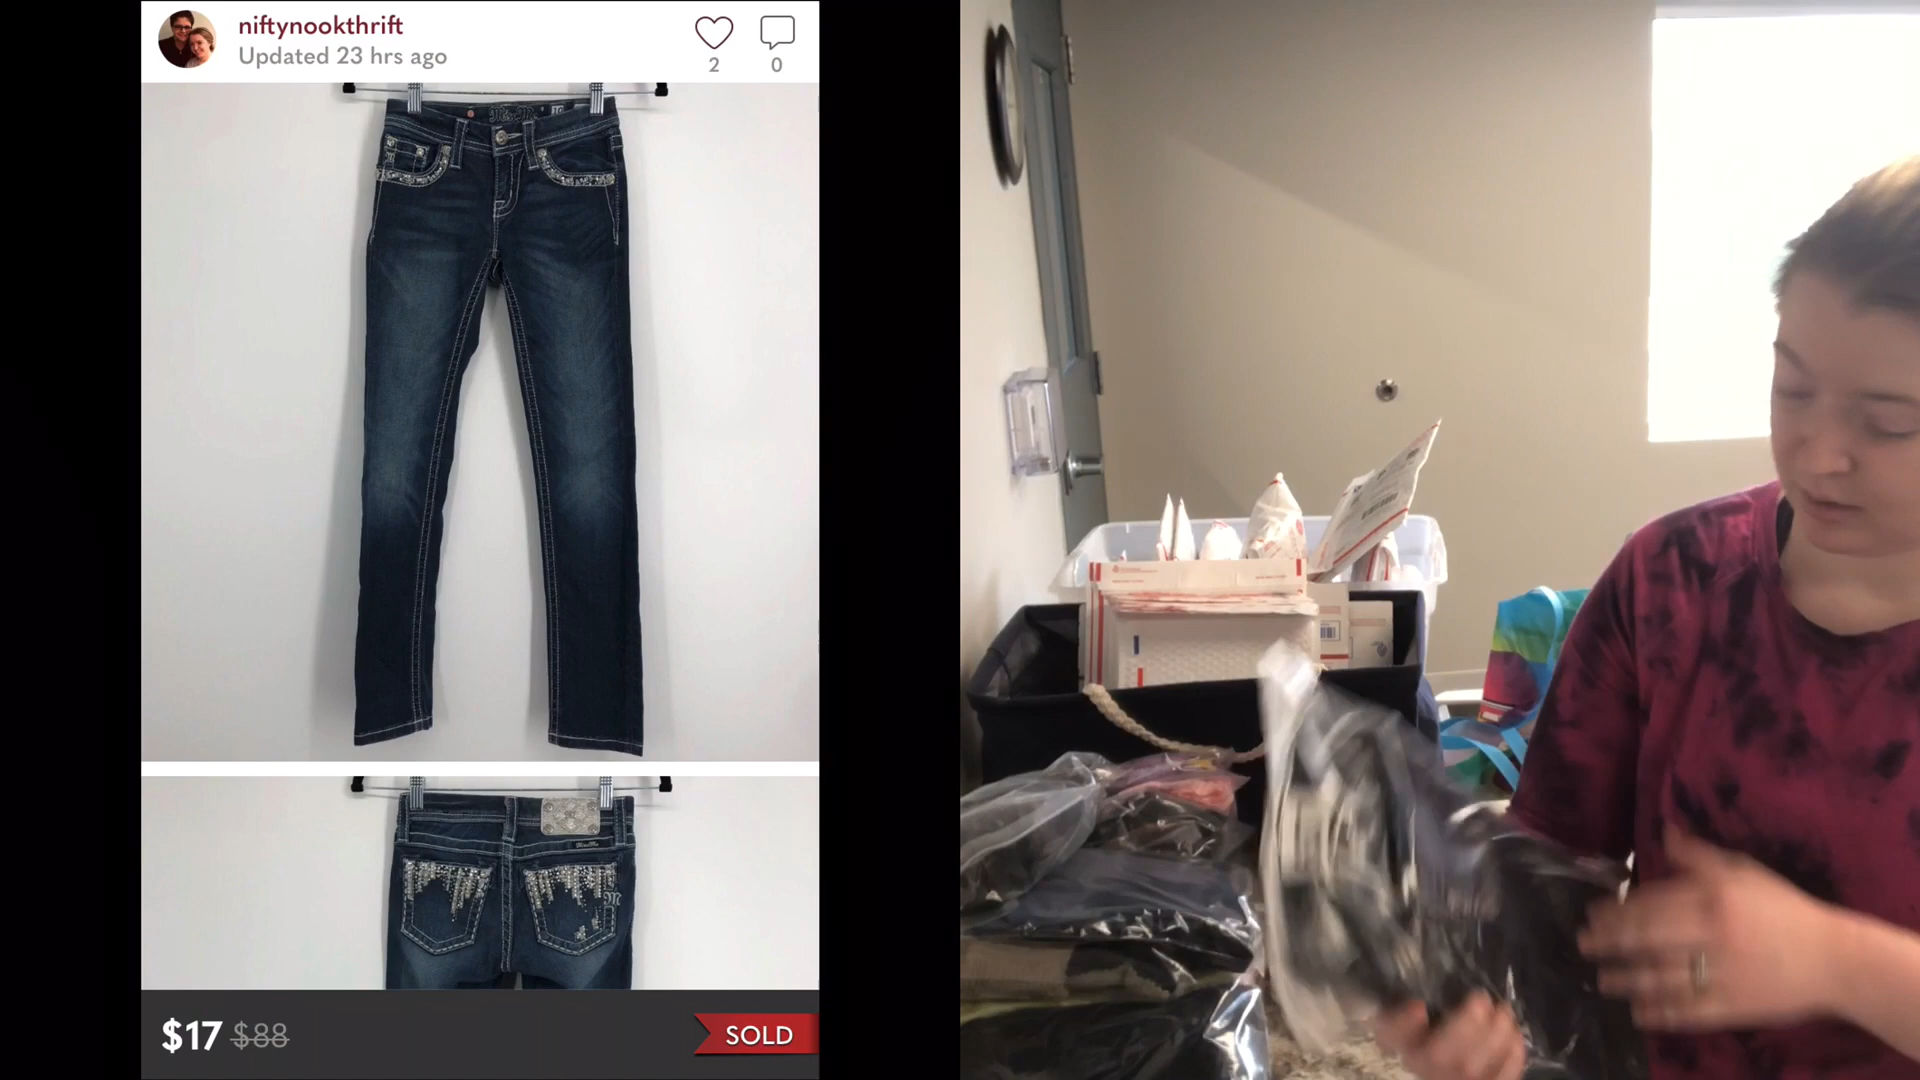 niftynookthrift
Updated 23 hrs ago
2
0
$17 $88
SOLD